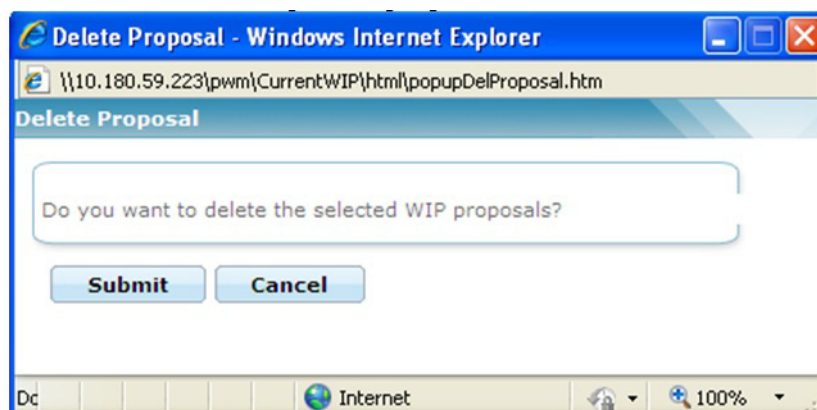 Delete Proposal - Windows Internet Explorer
\\10.180.59.223\pwm\CurrentWIP\html\popupDelProposal.htm
Delete Proposal
Do you want to delete the selected WIP proposals?
Submit Cancel
Internet 100%